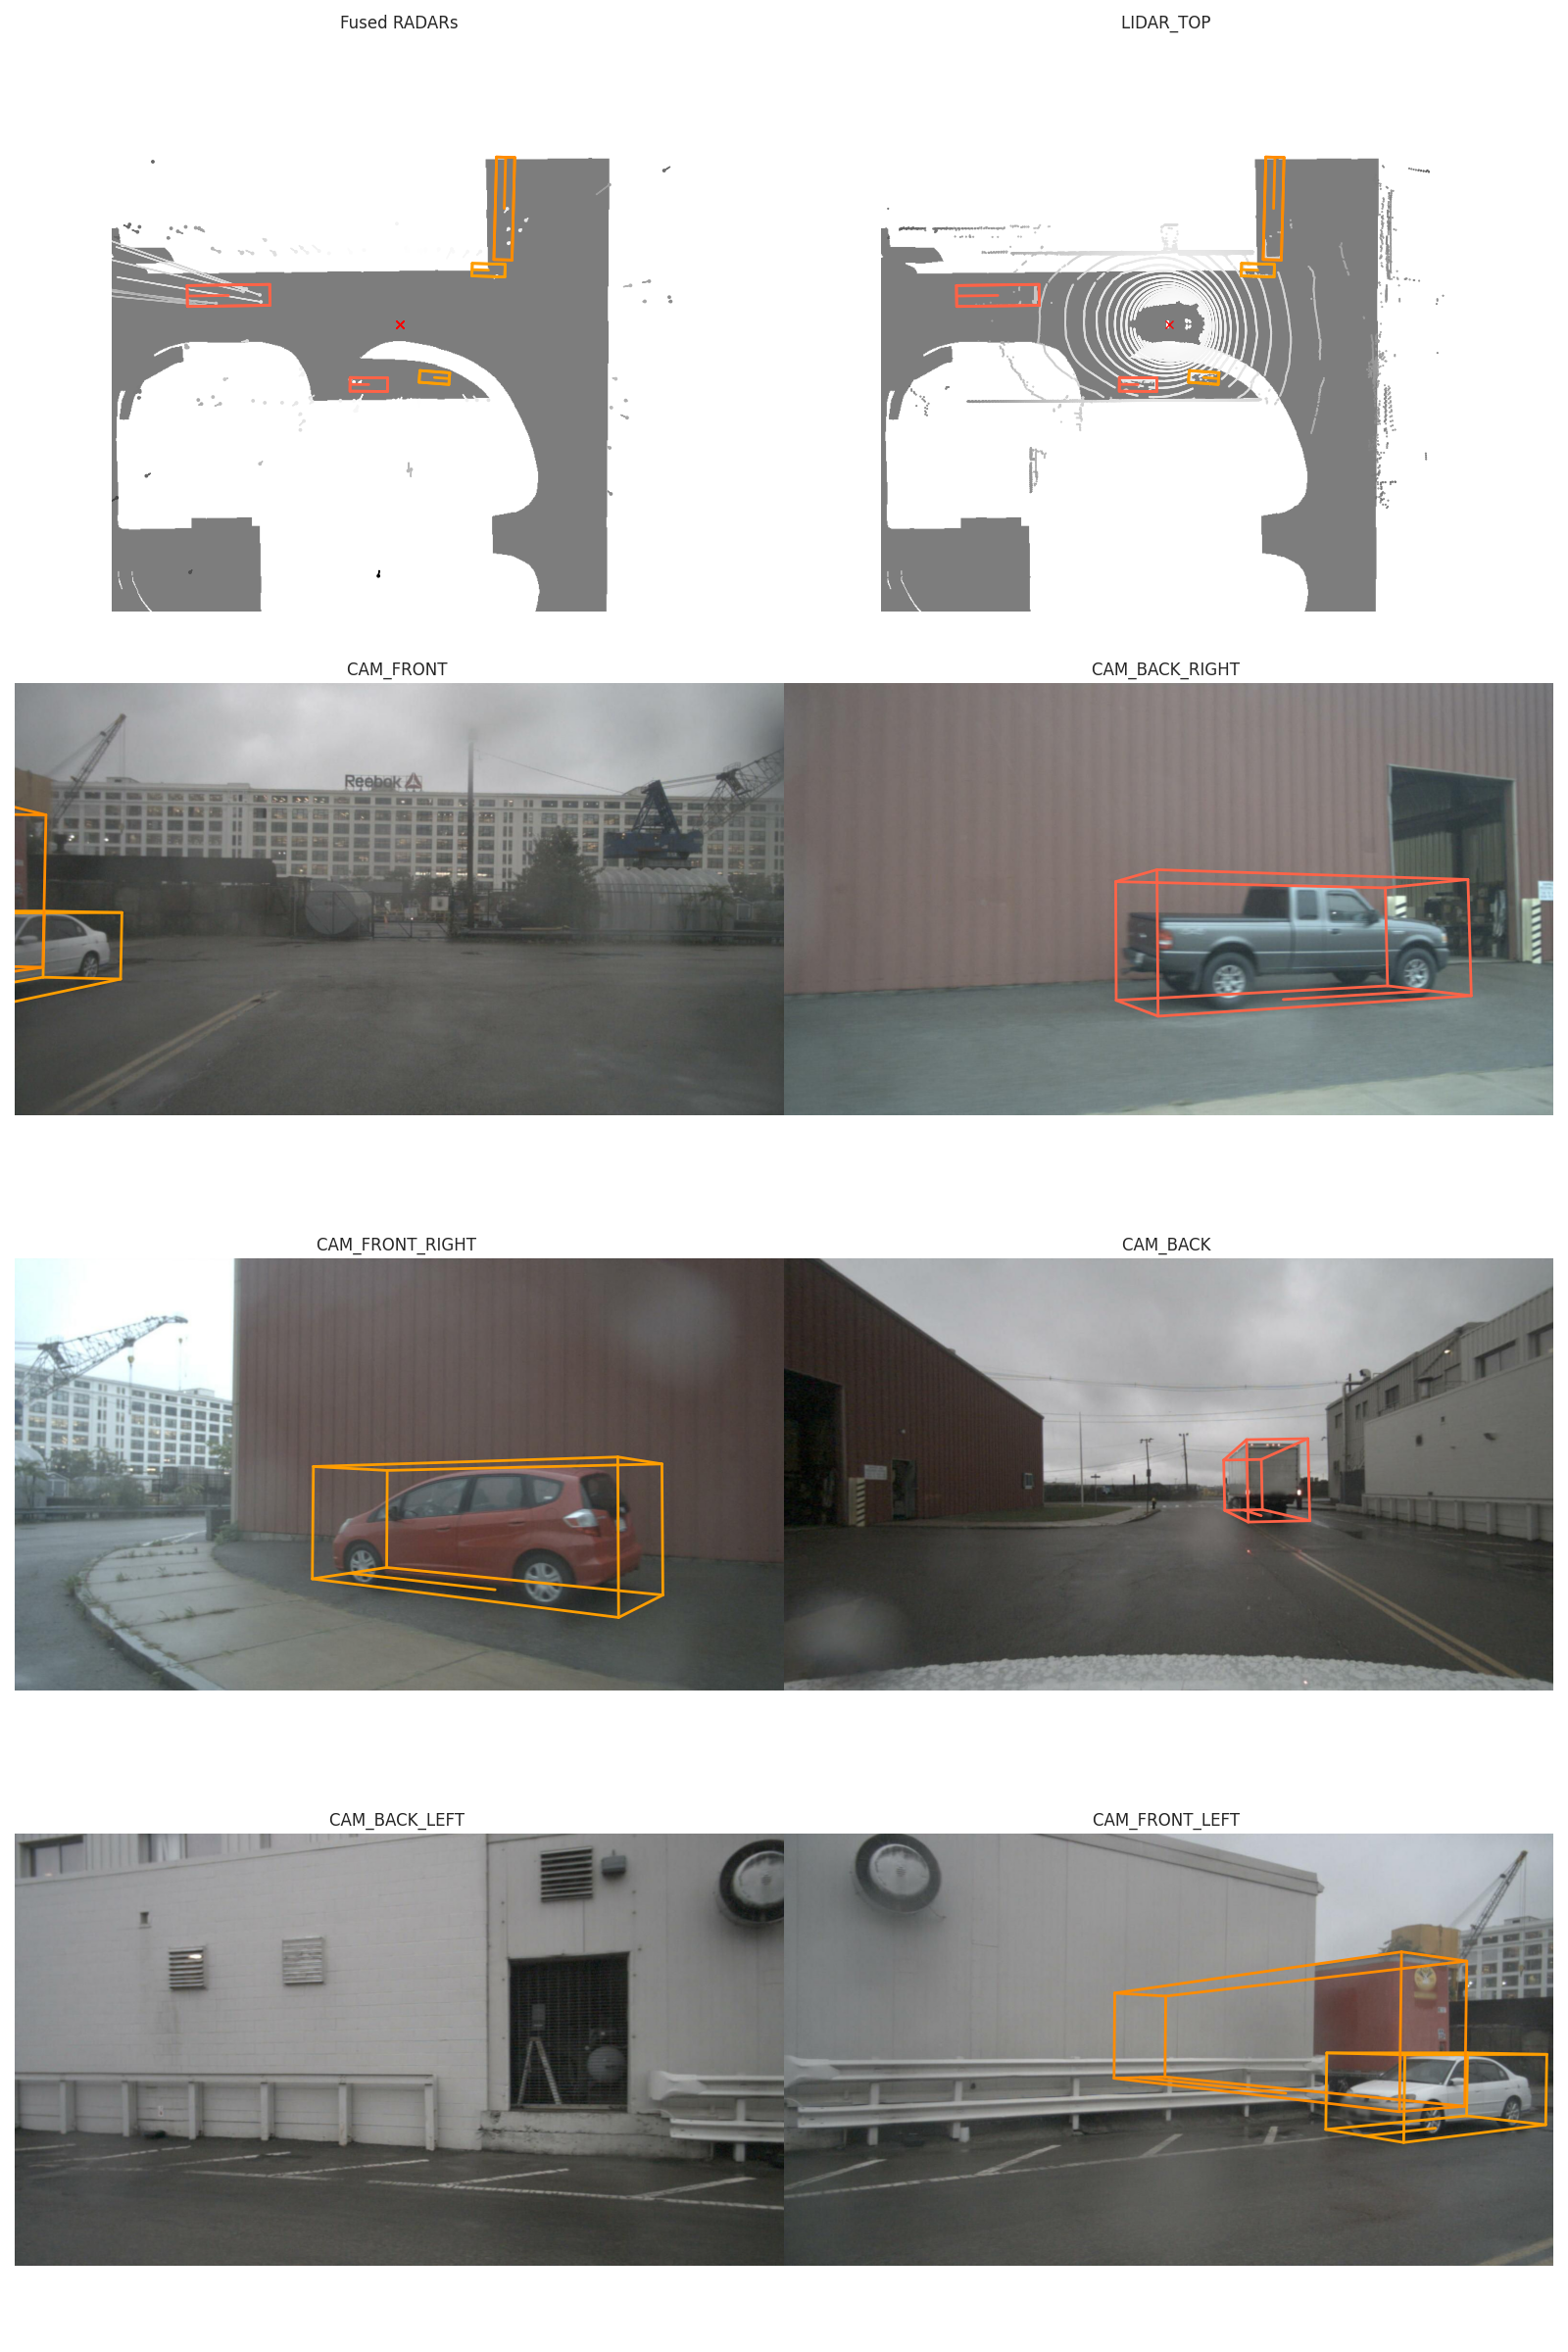 Fused RADARs
LIDAR_TOP
CAM_FRONT
CAM_BACK_RIGHT
Reebok
CAM_FRONT_RIGHT
CAM_BACK
CAM_BACK_LEFT
CAM_FRONT_LEFT